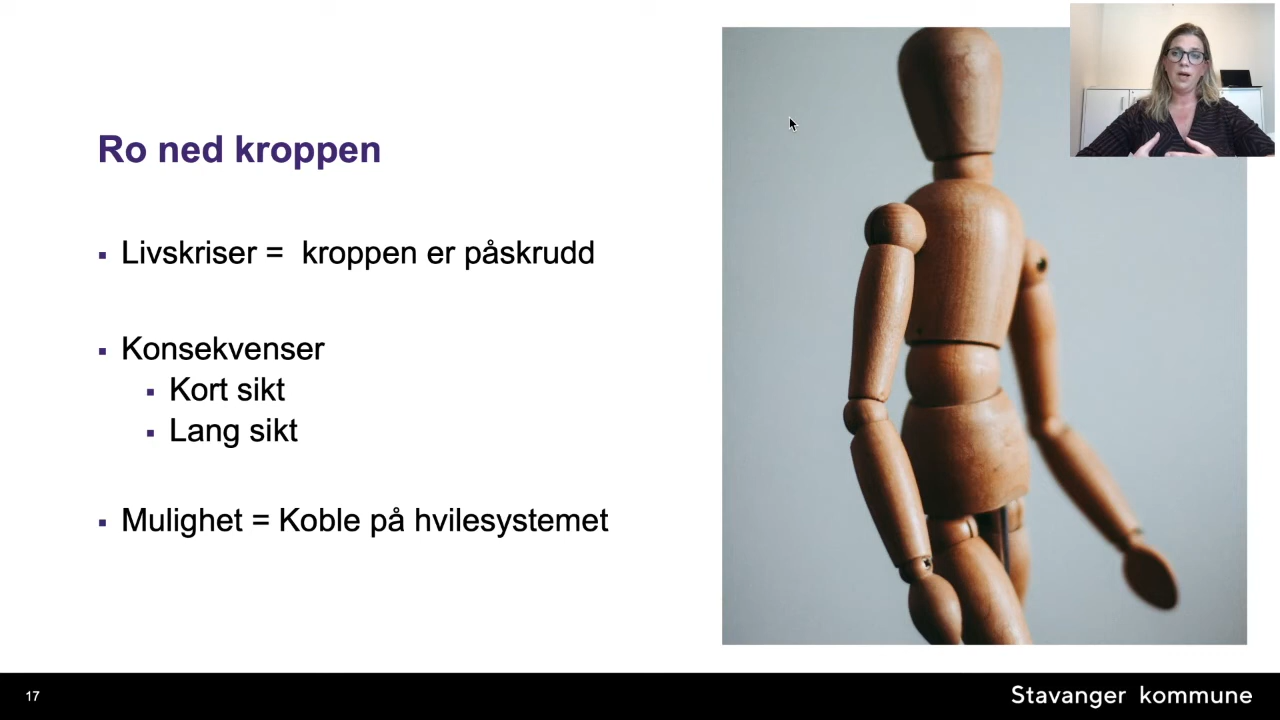 Ro ned kroppen
Livskriser = kroppen er påskrudd
Konsekvenser
Kort sikt
Lang sikt
Mulighet = Koble på hvilesystemet
17
Stavanger kommune